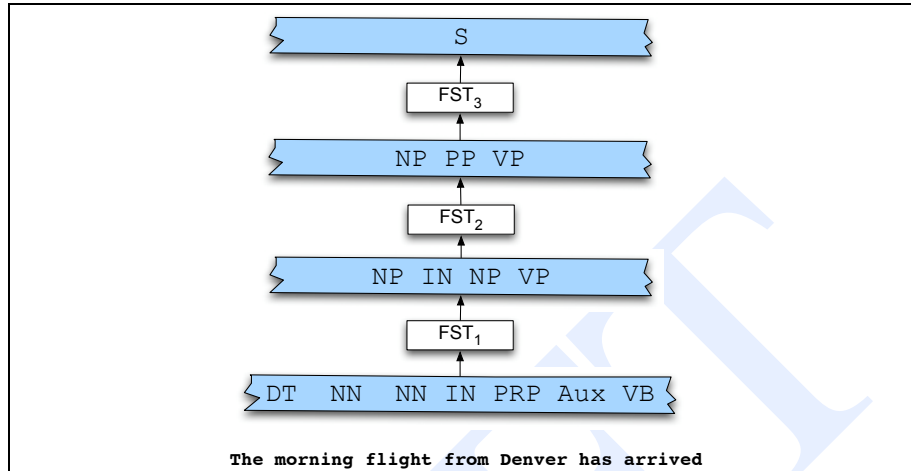 S
FST3
NP PP VP
FST2
NP IN NP VP
FST1
DT NN NN IN PRP Aux VB
The morning flight from Denver has arrived